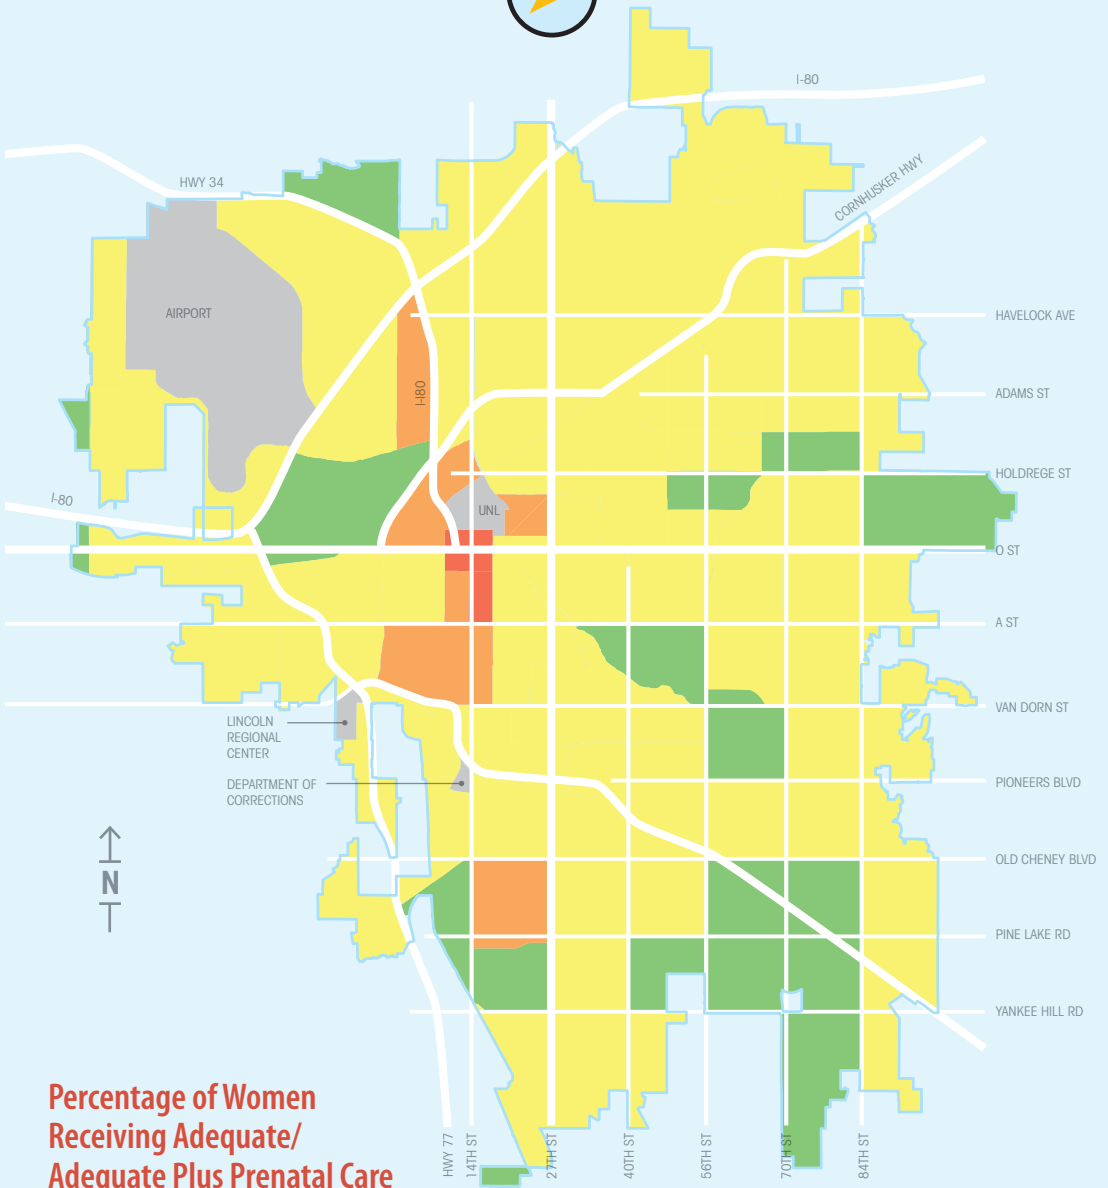 I-80
HWY 34
CORNHUSKER HWY
AIRPORT
HAVELOCK AVE
I-180
ADAMS ST
HOLDREGE ST
I-80
UNL
O ST
A ST
VAN DORN ST
LINCOLN
REGIONAL
CENTER
PIONEERS BLVD
DEPARTMENT OF
CORRECTIONS
OLD CHENEY BLVD
N
PINE LAKE RD
YANKEE HILL RD
HWY 77
14TH ST
27TH ST
40TH ST
56TH ST
70TH ST
84TH ST
Percentage of Women
Receiving Adequate/
Adequate Plus Prenatal Care